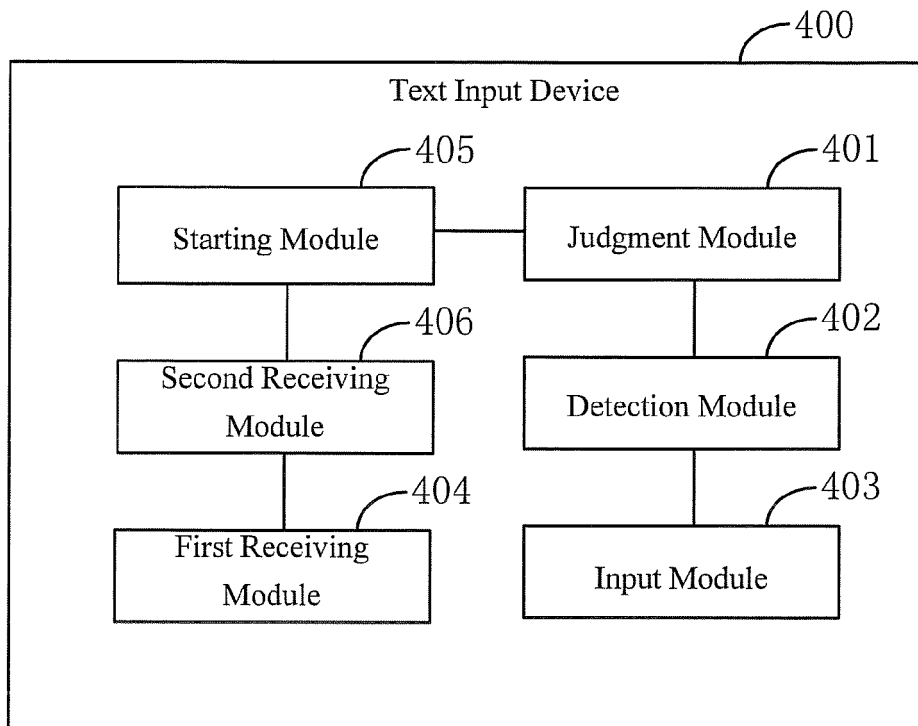 400
Text Input Device
405
401
Starting Module
Judgment Module
406
402
Second Receiving
Module
Detection Module
404
403
First Receiving
Module
Input Module